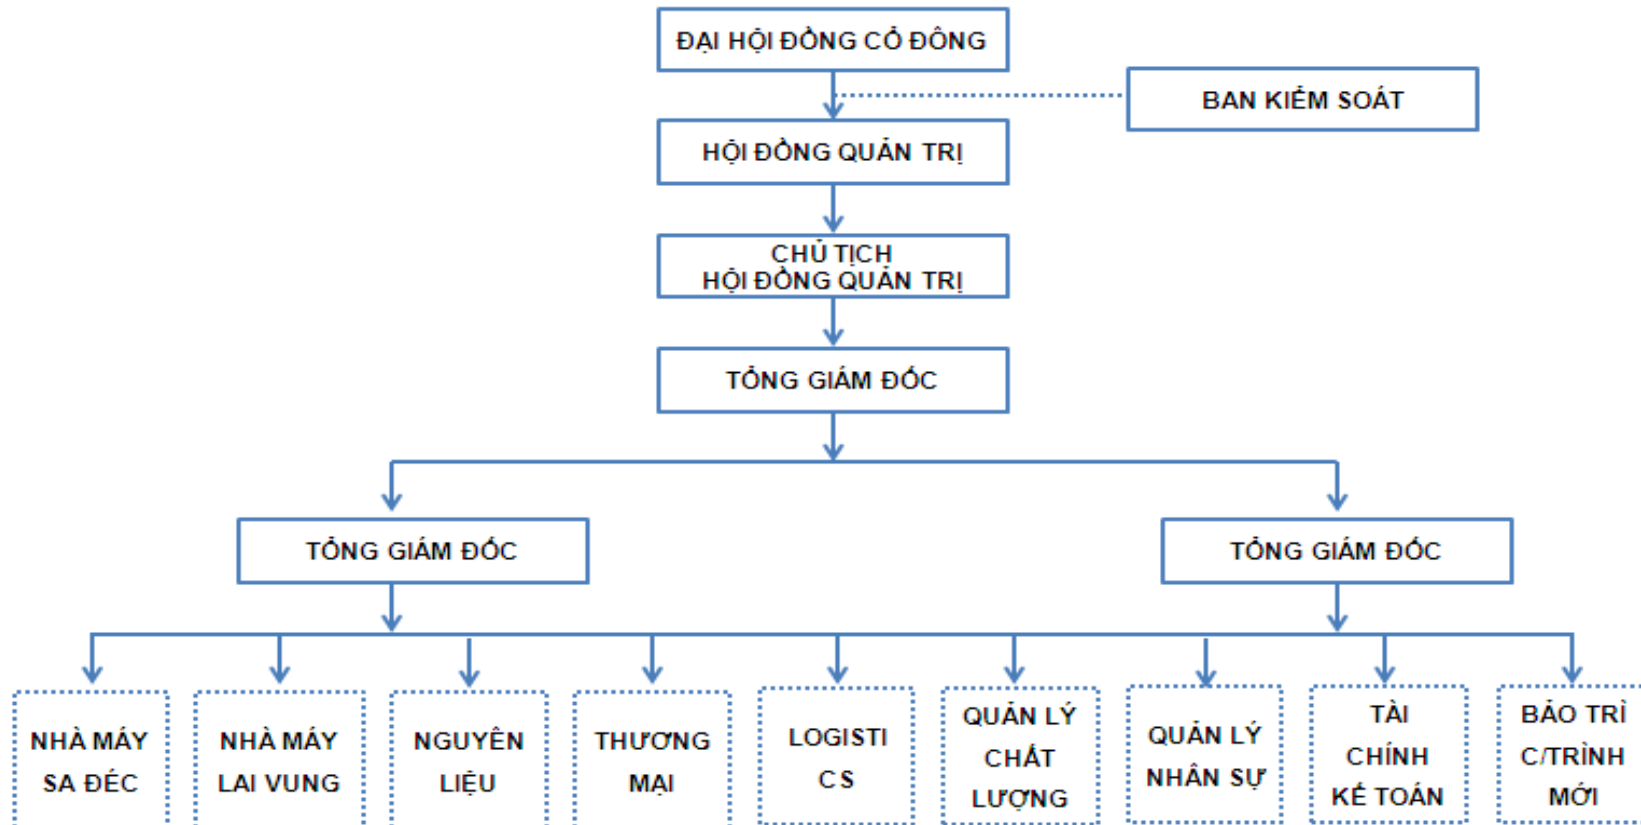 ĐẠI HỘI ĐỒNG CỔ ĐÔNG
BAN KIỂM SOÁT
HỘI ĐỒNG QUẢN TRỊ
CHỦ TỊCH
HỘI ĐỒNG QUẢN TRỊ
TỔNG GIÁM ĐỐC
TỔNG GIÁM ĐỐC
TỔNG GIÁM ĐỐC
NHÀ MÁY
SA ĐÉC
NHÀ MÁY
LAI VUNG
NGUYÊN
LIỆU
THƯƠNG
MẠI
LOGISTI
CS
QUẢN LÝ
CHẤT
LƯỢNG
QUẢN LÝ
NHÂN SỰ
TÀI
CHÍNH
KẾ TOÁN
BẢO TRÌ
C/TRÌNH
MỚI